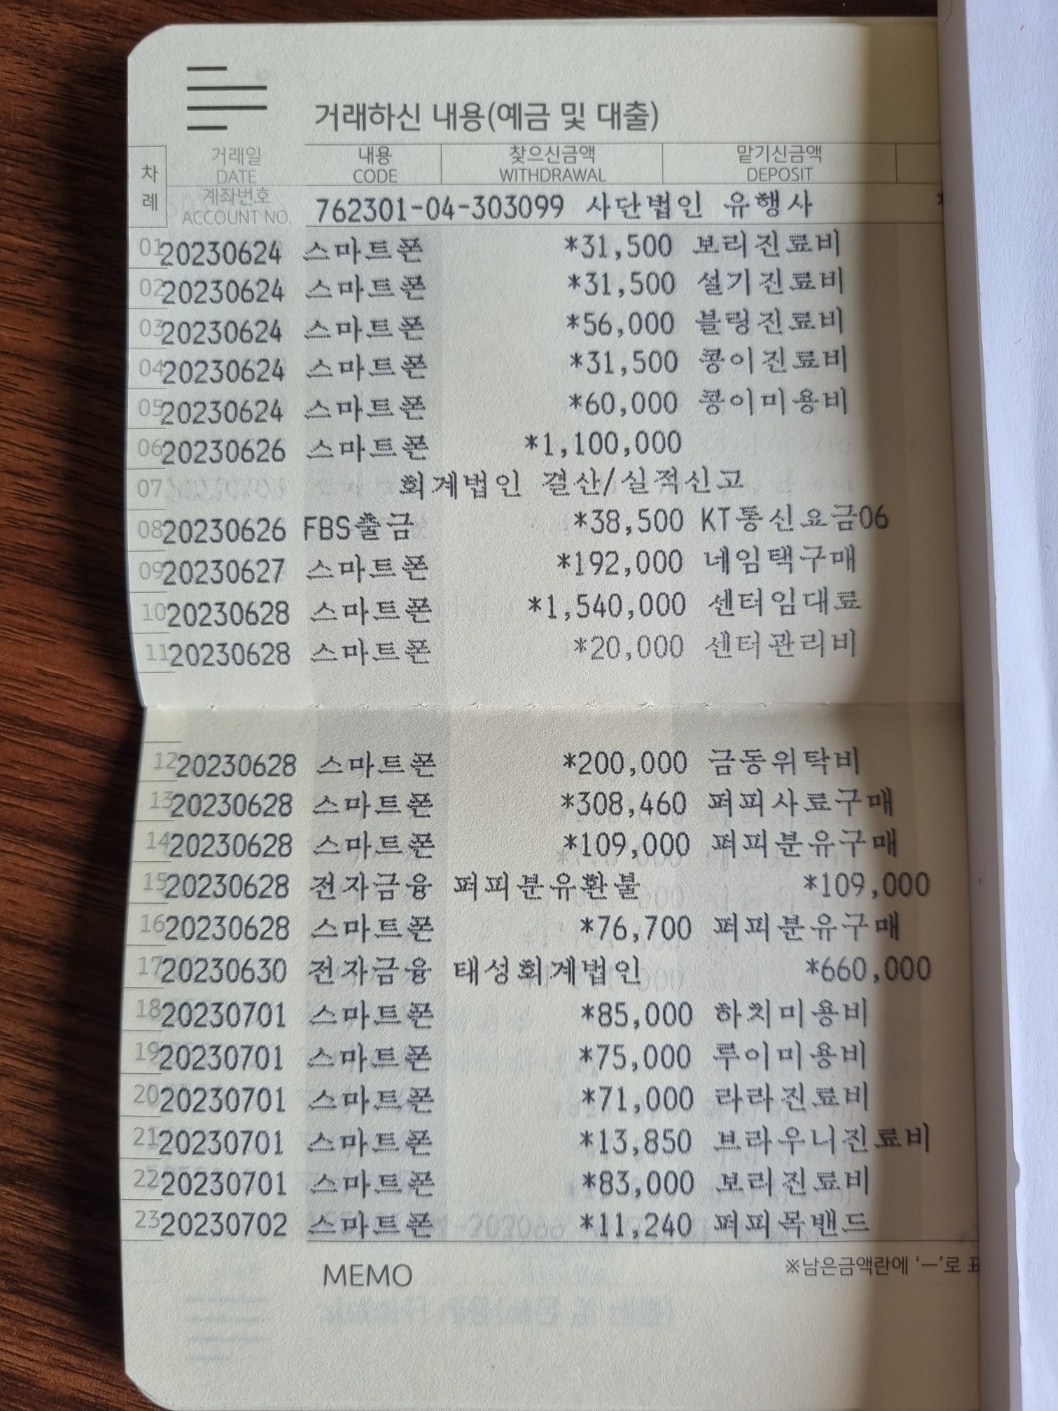 거래하신 내용(예금 및 대출)
차례 거래일 DATE 내용 CODE 찾으신금액 WITHDRAWAL 맡기신금액 DEPOSIT
계좌번호 ACCOUNT NO. 762301-04-303099 사단법인 유행사 *
01 20230624 스마트폰 *31,500 보리진료비
02 20230624 스마트폰 *31,500 설기진료비
03 20230624 스마트폰 *56,000 블링진료비
04 20230624 스마트폰 *31,500 콩이진료비
05 20230624 스마트폰 *60,000 콩이미용비
06 20230626 스마트폰 *1,100,000
07 회계법인 결산/실적신고
08 20230626 FBS출금 *38,500 KT통신요금06
09 20230627 스마트폰 *192,000 네임택구매
10 20230628 스마트폰 *1,540,000 센터임대료
11 20230628 스마트폰 *20,000 센터관리비
12 20230628 스마트폰 *200,000 금동위탁비
13 20230628 스마트폰 *308,460 퍼피사료구매
14 20230628 스마트폰 *109,000 퍼피분유구매
15 20230628 전자금융 퍼피분유환불 *109,000
16 20230628 스마트폰 *76,700 퍼피분유구매
17 20230630 전자금융 태성회계법인 *660,000
18 20230701 스마트폰 *85,000 하치미용비
19 20230701 스마트폰 *75,000 루이미용비
20 20230701 스마트폰 *71,000 라라진료비
21 20230701 스마트폰 *13,850 브라우니진료비
22 20230701 스마트폰 *83,000 보리진료비
23 20230702 스마트폰 *11,240 퍼피목밴드
MEMO ※남은금액란에 '—'로 표